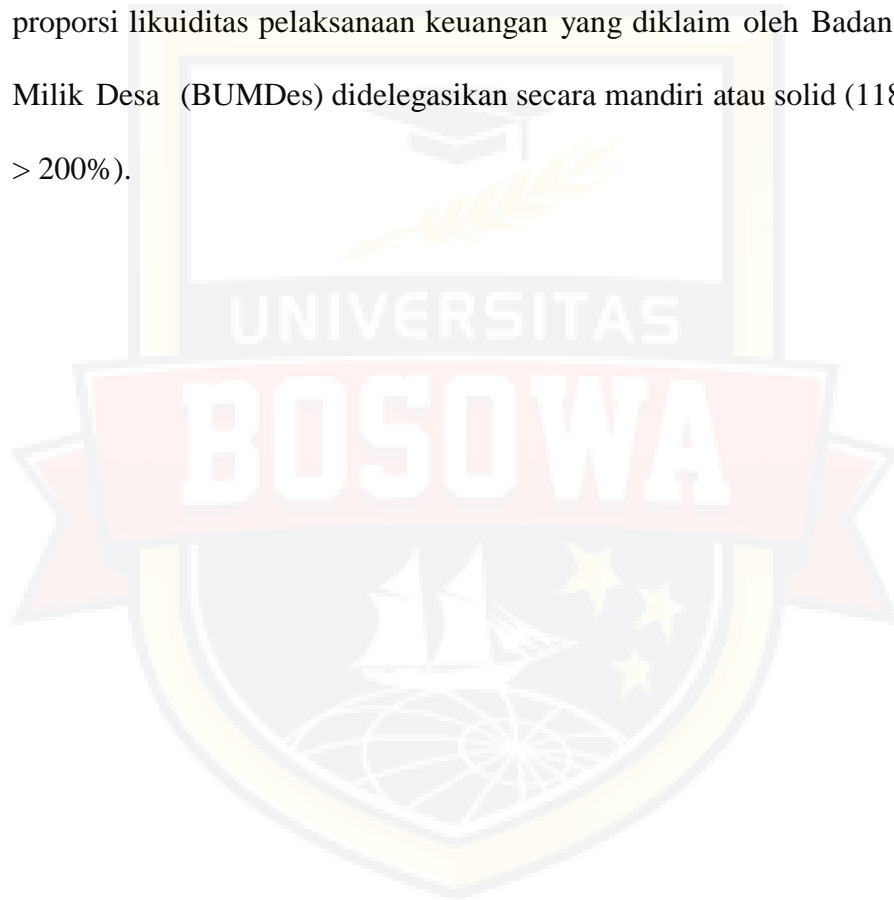 proporsi likuiditas pelaksanaan keuangan yang diklaim oleh Badan
Milik Desa (BUMDes) didelegasikan secara mandiri atau solid (118
> 200%).
UNIVERSITAS
BOSOWA